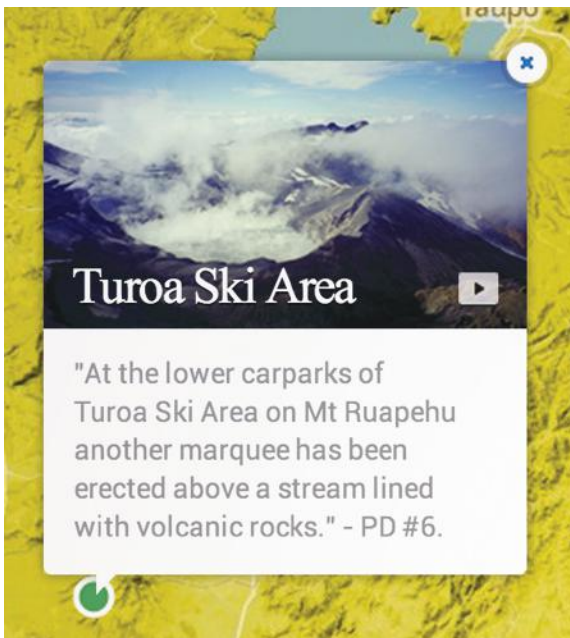 Taupo
Turoa Ski Area
"At the lower carparks of
Turoa Ski Area on Mt Ruapehu
another marquee has been
erected above a stream lined
with volcanic rocks." - PD #6.